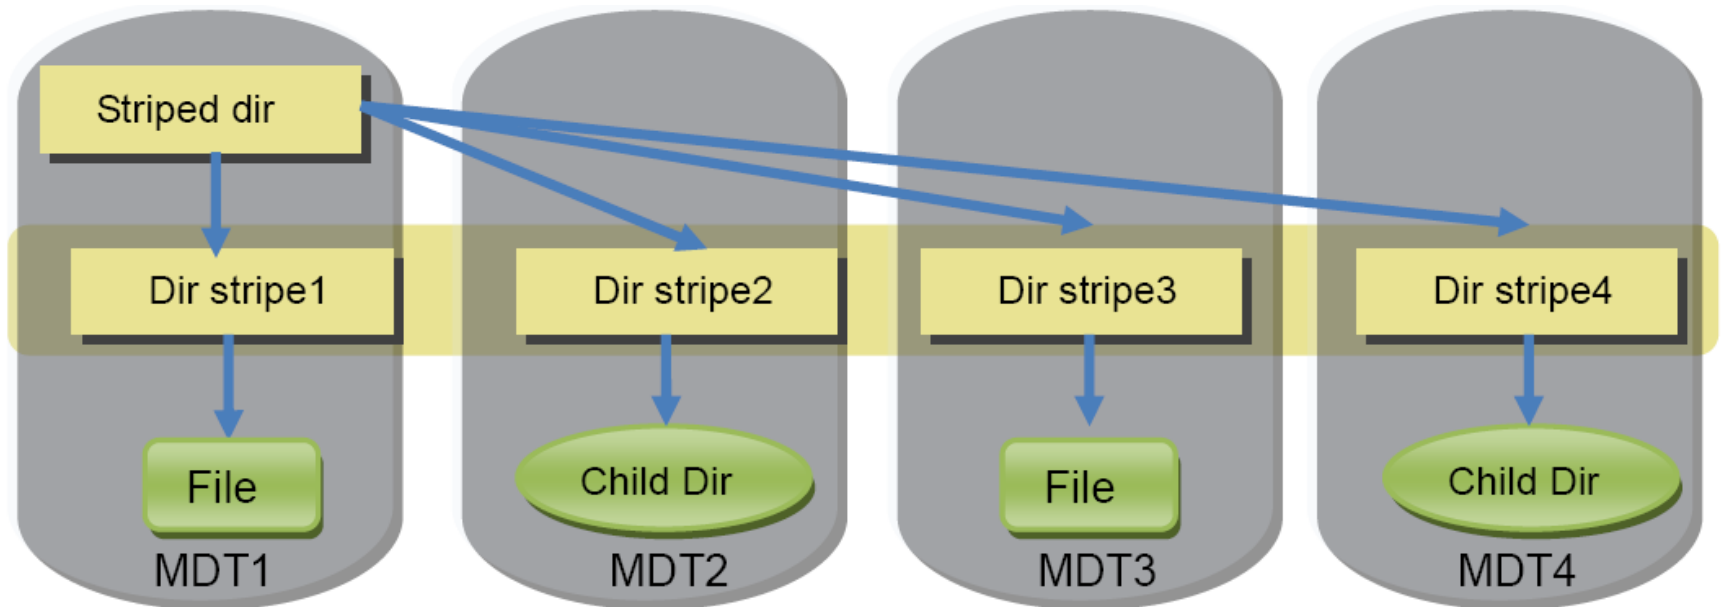 Striped dir
Dir stripe1
Dir stripe2
Dir stripe3
Dir stripe4
File
Child Dir
File
Child Dir
MDT1
MDT2
MDT3
MDT4